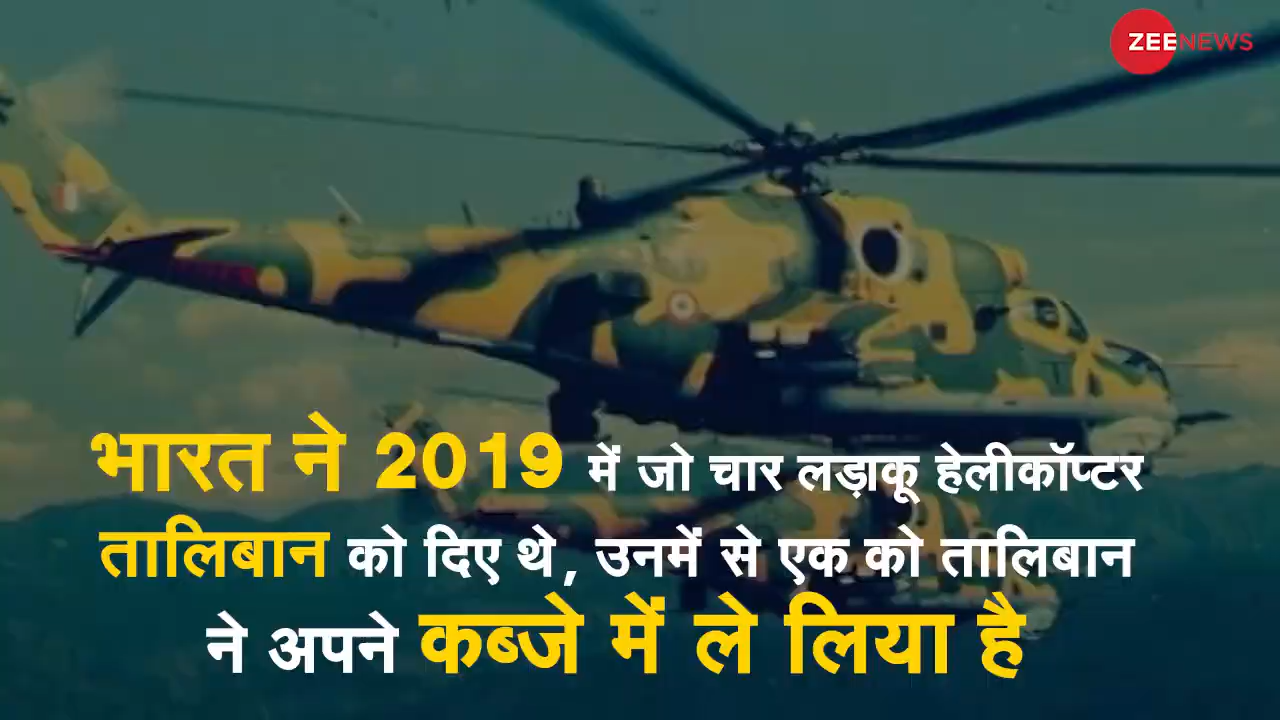 ZEENEWS
भारत ने 2019 में जो चार लड़ाकू हेलीकॉप्टर
तालिबान को दिए थे, उनमें से एक को तालिबान
ने अपने कब्जे में ले लिया है